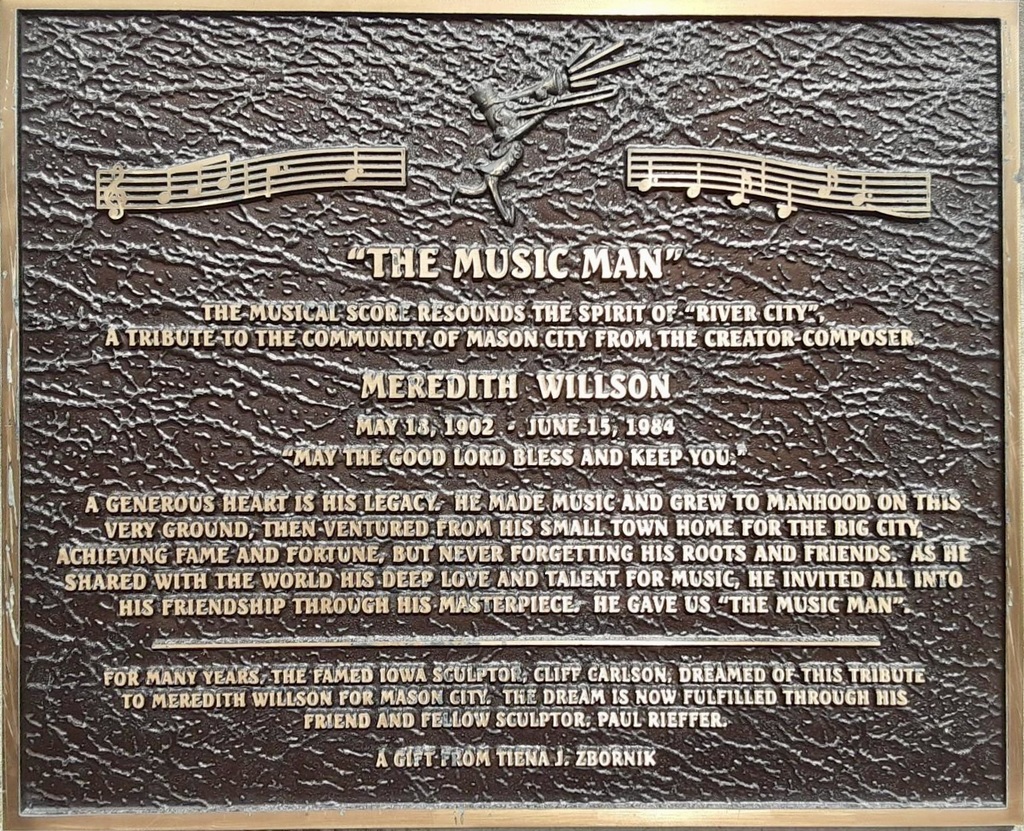 "THE MUSIC MAN"
THE MUSICAL SCORE RESOUNDS THE SPIRIT OF "RIVER CITY",
A TRIBUTE TO THE COMMUNITY OF MASON CITY FROM THE CREATOR-COMPOSER
MEREDITH WILLSON
MAY 18, 1902 - JUNE 15, 1984
"MAY THE GOOD LORD BLESS AND KEEP YOU."
A GENEROUS HEART IS HIS LEGACY. HE MADE MUSIC AND GREW TO MANHOOD ON THIS
VERY GROUND, THEN VENTURED FROM HIS SMALL TOWN HOME FOR THE BIG CITY,
ACHIEVING FAME AND FORTUNE, BUT NEVER FORGETTING HIS ROOTS AND FRIENDS. AS HE
SHARED WITH THE WORLD HIS DEEP LOVE AND TALENT FOR MUSIC, HE INVITED ALL INTO
HIS FRIENDSHIP THROUGH HIS MASTERPIECE. HE GAVE US "THE MUSIC MAN".
FOR MANY YEARS, THE FAMED IOWA SCULPTOR, CLIFF CARLSON, DREAMED OF THIS TRIBUTE
TO MEREDITH WILLSON FOR MASON CITY. THE DREAM IS NOW FULFILLED THROUGH HIS
FRIEND AND FELLOW SCULPTOR, PAUL RIEFFER.
A GIFT FROM TIENA J. ZBORNIK